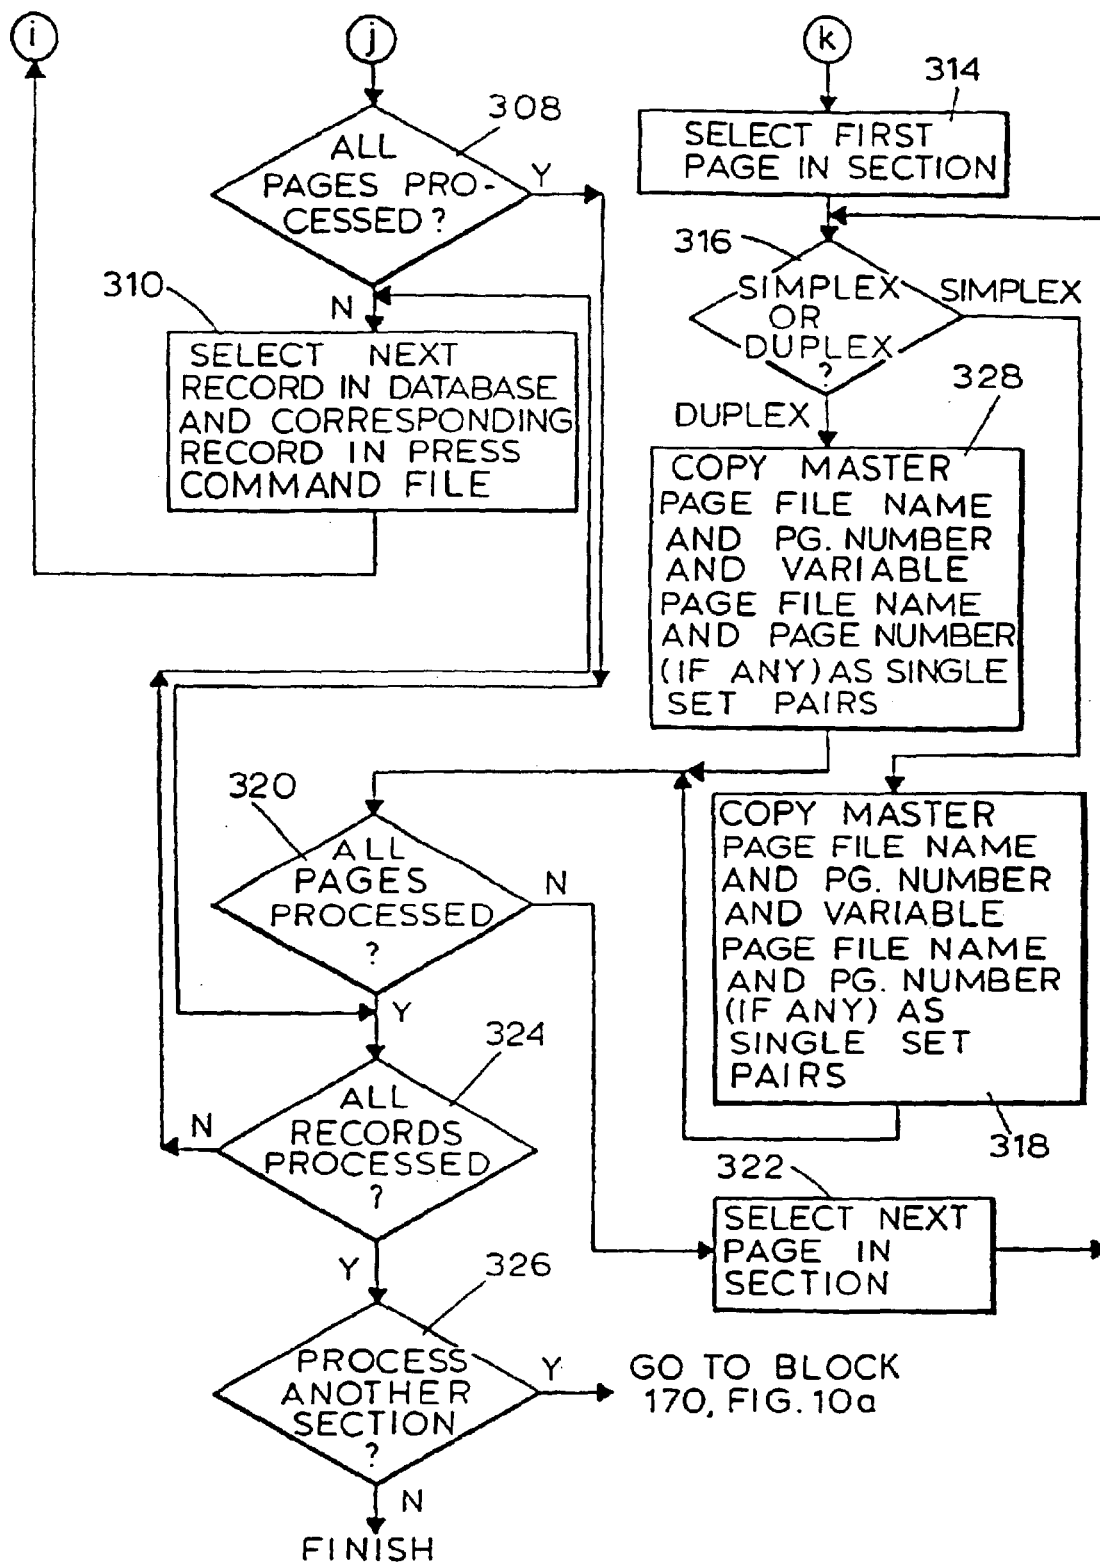 i
j
k
308
ALL
PAGES PRO-
CESSED?
Y
N
310
SELECT NEXT
RECORD IN DATABASE
AND CORRESPONDING
RECORD IN PRESS
COMMAND FILE
314
SELECT FIRST
PAGE IN SECTION
316
SIMPLEX
OR
DUPLEX
?
SIMPLEX
DUPLEX
328
COPY MASTER
PAGE FILE NAME
AND PG. NUMBER
AND VARIABLE
PAGE FILE NAME
AND PAGE NUMBER
(IF ANY) AS SINGLE
SET PAIRS
320
ALL
PAGES
PROCESSED
?
N
Y
COPY MASTER
PAGE FILE NAME
AND PG. NUMBER
AND VARIABLE
PAGE FILE NAME
AND PG. NUMBER
(IF ANY) AS
SINGLE SET
PAIRS
318
324
ALL
RECORDS
PROCESSED
?
N
Y
322
SELECT NEXT
PAGE IN
SECTION
326
PROCESS
ANOTHER
SECTION
?
Y
GO TO BLOCK
170, FIG. 10a
N
FINISH